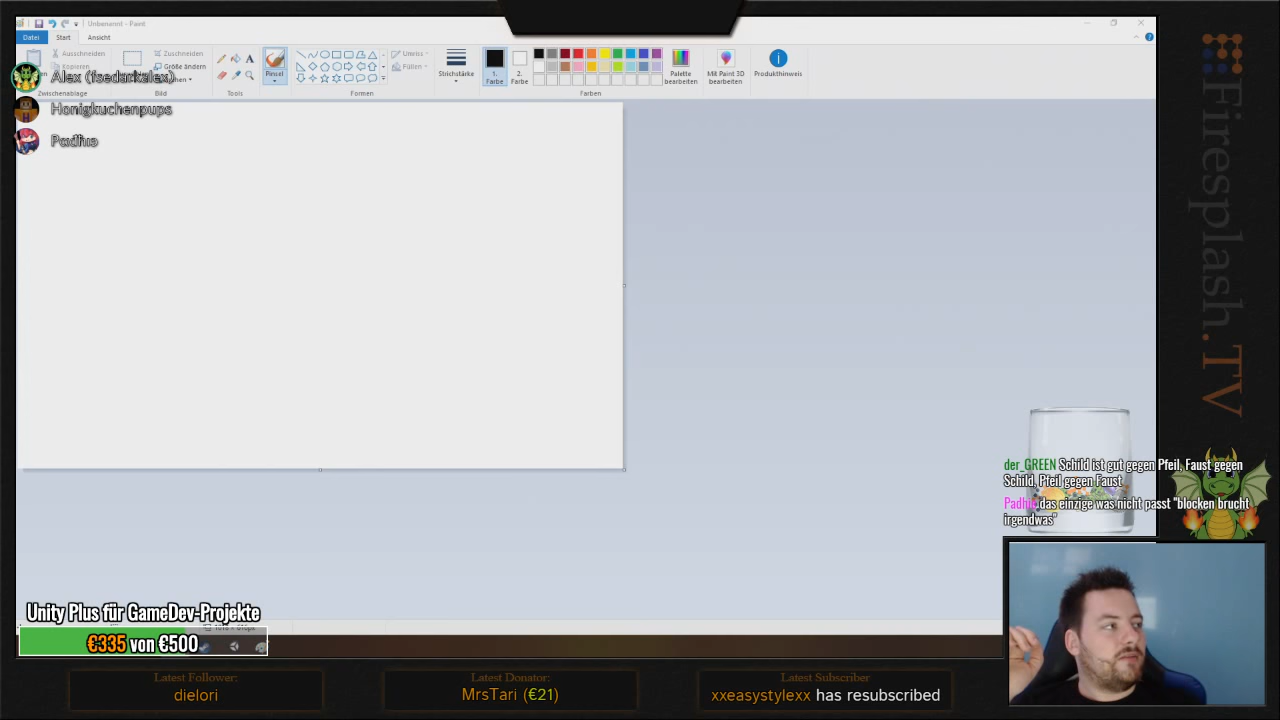 Unbenannt - Paint
Datei
Start
Ansicht
Ausschneiden
Kopieren
Zwischenablage
Zuschneiden
Größe ändern
Bild
Tools
Pinsel
Umriss
Füllen
Formen
Strichstärke
1.
Farbe
2.
Farbe
Farben
Palette
bearbeiten
Mit Paint 3D
bearbeiten
Produkthinweis
Alex (fsedarkalex)
Honigkuchenpups
Padhie
Firesplash.TV
der_GREEN Schild ist gut gegen Pfeil, Faust gegen
Schild, Pfeil gegen Faust
Padhie das einzige was nicht passt "blocken brucht
irgendwas"
Unity Plus für GameDev-Projekte
€335 von €500
Latest Follower:
dielori
Latest Donator:
MrsTari (€21)
Latest Subscriber
xxeasystylexx has resubscribed